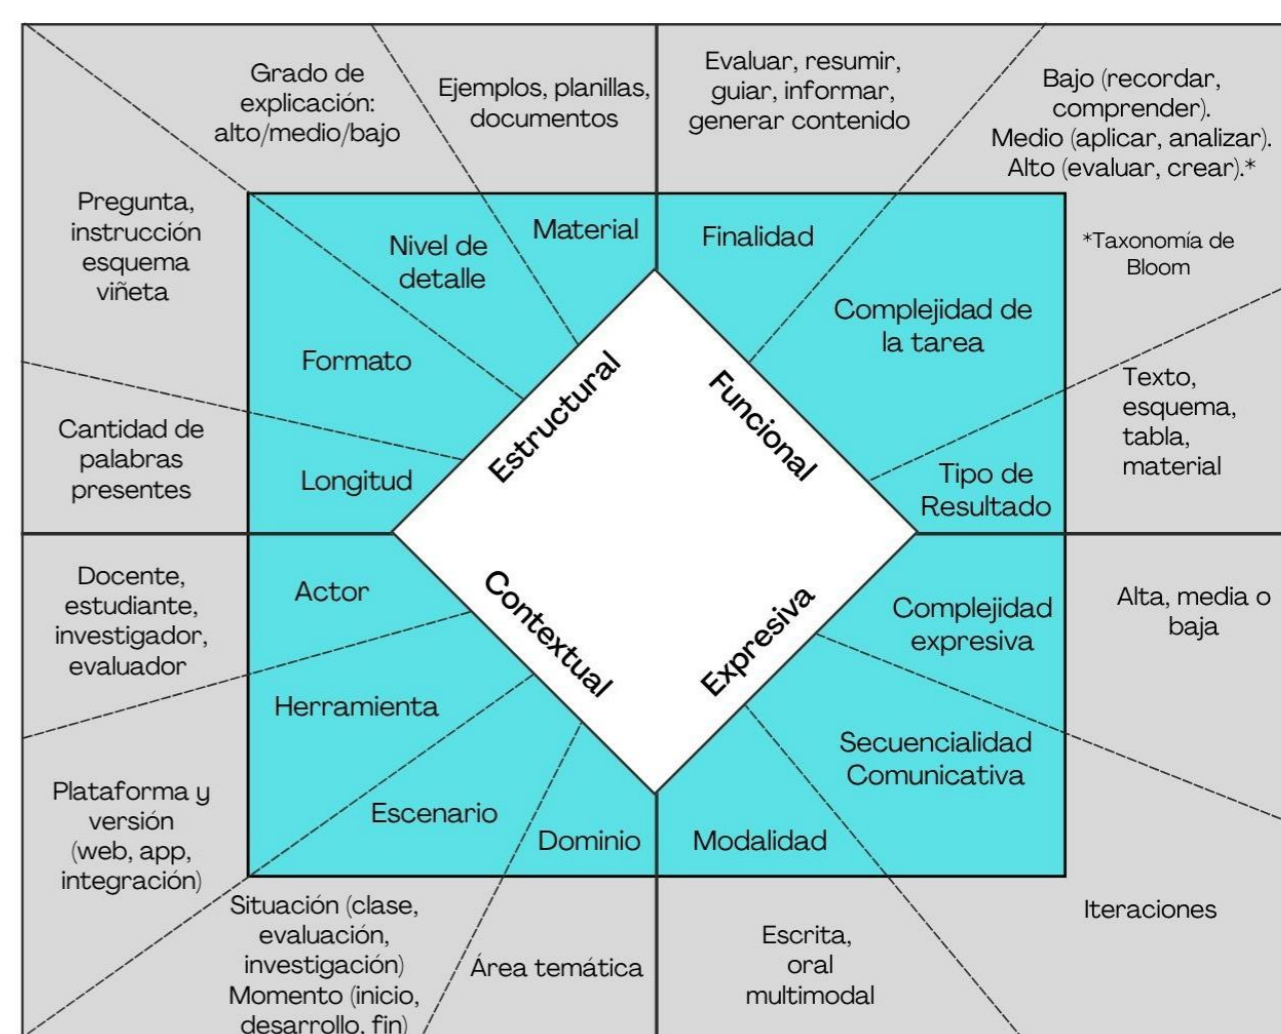 Grado de
explicación:
alto/medio/bajo
Ejemplos, planillas,
documentos
Evaluar, resumir,
guiar, informar,
generar contenido
Bajo (recordar,
comprender).
Medio (aplicar, analizar).
Alto (evaluar, crear).*
*Taxonomía de
Bloom
Pregunta,
instrucción
esquema
viñeta
Cantidad de
palabras
presentes
Nivel de
detalle
Material
Formato
Longitud
Estructural
Finalidad
Complejidad de
la tarea
Tipo de
Resultado
Funcional
Texto,
esquema,
tabla,
material
Docente,
estudiante,
investigador,
evaluador
Plataforma y
versión
(web, app,
integración)
Actor
Herramienta
Escenario
Dominio
Contextual
Expresiva
Complejidad
expresiva
Secuencialidad
Comunicativa
Modalidad
Alta, media o
baja
Iteraciones
Situación (clase,
evaluación,
investigación)
Momento (inicio,
desarrollo, fin)
Área temática
Escrita,
oral
multimodal